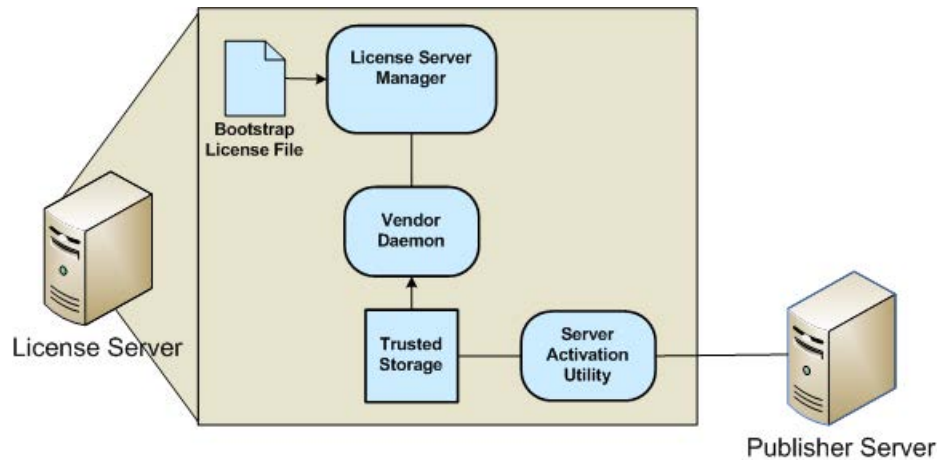 License Server
Manager
Bootstrap
License File
Vendor
Daemon
License Server
Trusted
Storage
Server
Activation
Utility
Publisher Server